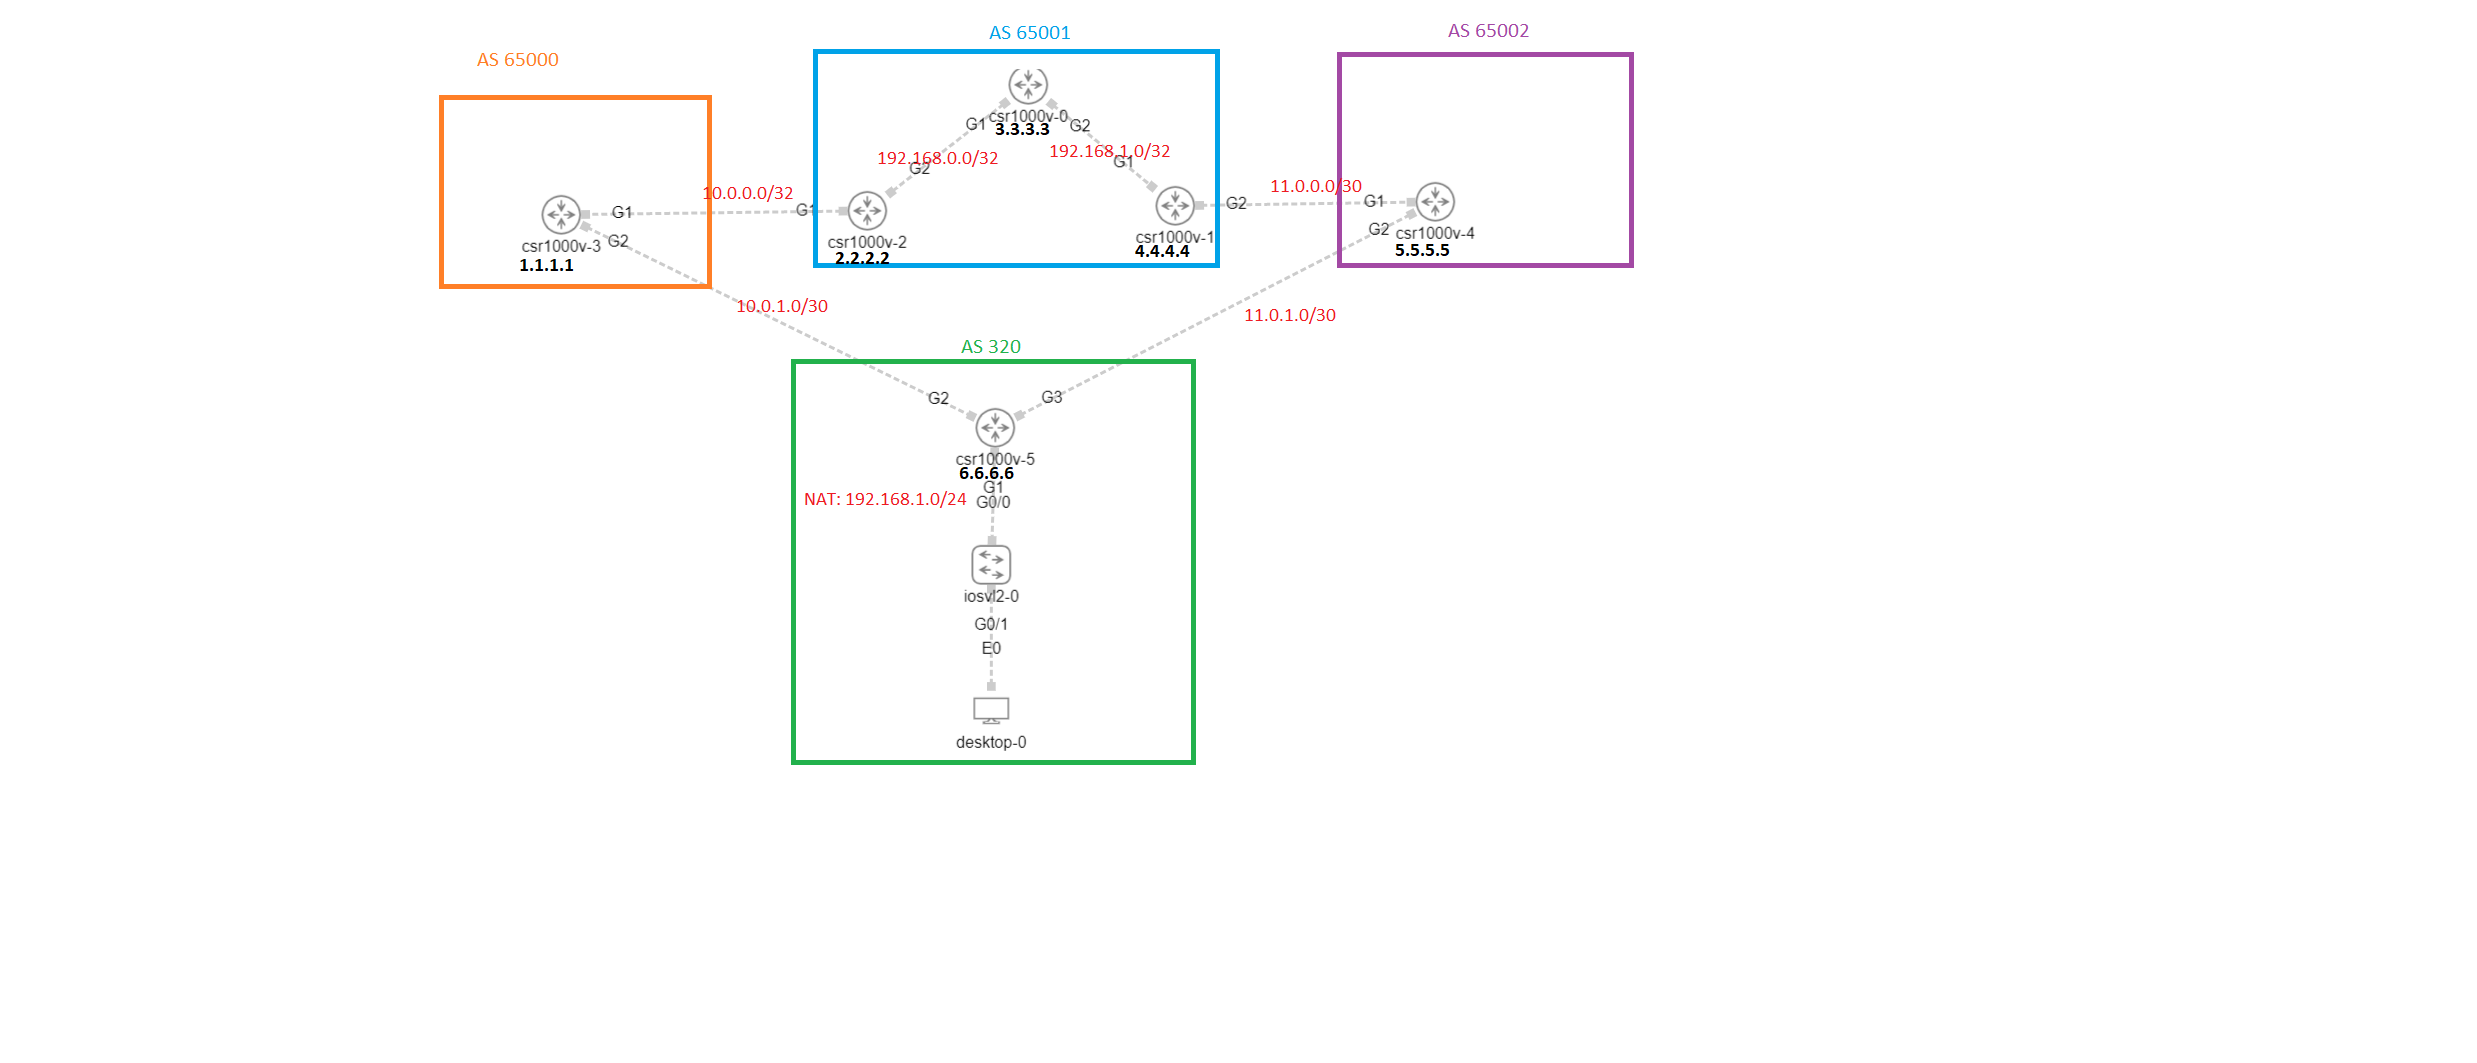 AS 65000
AS 65001
AS 65002
csr1000v-0
3.3.3.3
G1
G2
192.168.0.0/32
192.168.1.0/32
G2
G1
10.0.0.0/32
11.0.0.0/30
G1
G1
G2
G1
csr1000v-3
1.1.1.1
G2
csr1000v-2
2.2.2.2
csr1000v-1
4.4.4.4
G2
csr1000v-4
5.5.5.5
10.0.1.0/30
11.0.1.0/30
AS 320
G2
G3
csr1000v-5
6.6.6.6
G1
NAT: 192.168.1.0/24
G0/0
iosvl2-0
G0/1
E0
desktop-0